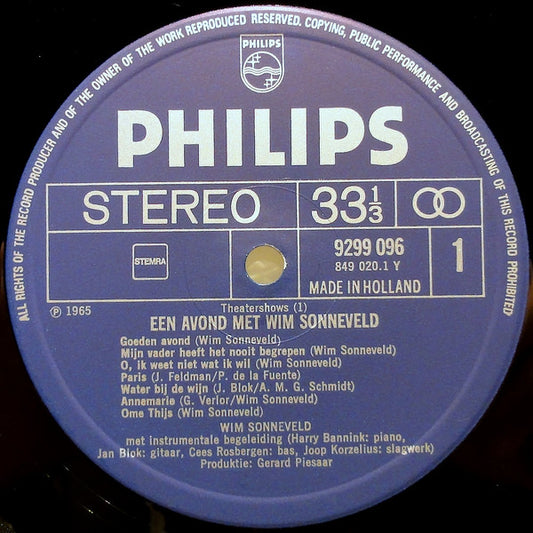 ALL RIGHTS OF THE RECORD PRODUCER AND OF THE OWNER OF THE WORK REPRODUCED RESERVED. COPYING, PUBLIC PERFORMANCE AND BROADCASTING OF THIS RECORD PROHIBITED
PHILIPS
PHILIPS
STEREO
33 1/3
STEMRA
9299 096
849 020.1 Y
1
MADE IN HOLLAND
℗ 1965
Theatershows (1)
EEN AVOND MET WIM SONNEVELD
Goeden avond (Wim Sonneveld)
Mijn vader heeft het nooit begrepen (Wim Sonneveld)
O, ik weet niet wat ik wil (Wim Sonneveld)
Paris (J. Feldman/P. de la Fuente)
Water bij de wijn (J. Blok/A. M. G. Schmidt)
Annemarie (G. Verlor/Wim Sonneveld)
Ome Thijs (Wim Sonneveld)
WIM SONNEVELD
met instrumentale begeleiding (Harry Bannink: piano,
Jan Blok: gitaar, Cees Rosbergen: bas, Joop Korzelius: slagwerk)
Produktie: Gerard Piesaar